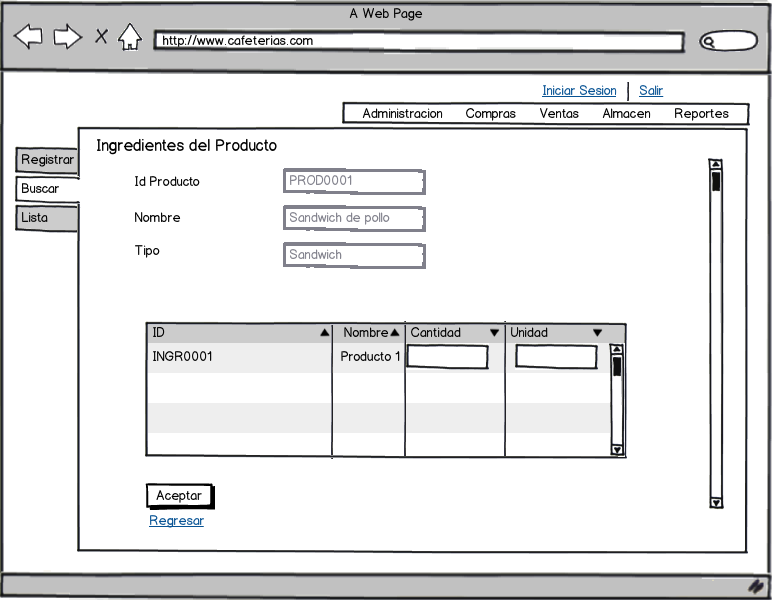 A Web Page
http://www.cafeterias.com
Iniciar Sesion | Salir
Administracion Compras Ventas Almacen Reportes
Ingredientes del Producto
Registrar
Buscar
Lista
Id Producto PROD0001
Nombre Sandwich de pollo
Tipo Sandwich
ID Nombre Cantidad Unidad
INGR0001 Producto 1
Aceptar
Regresar